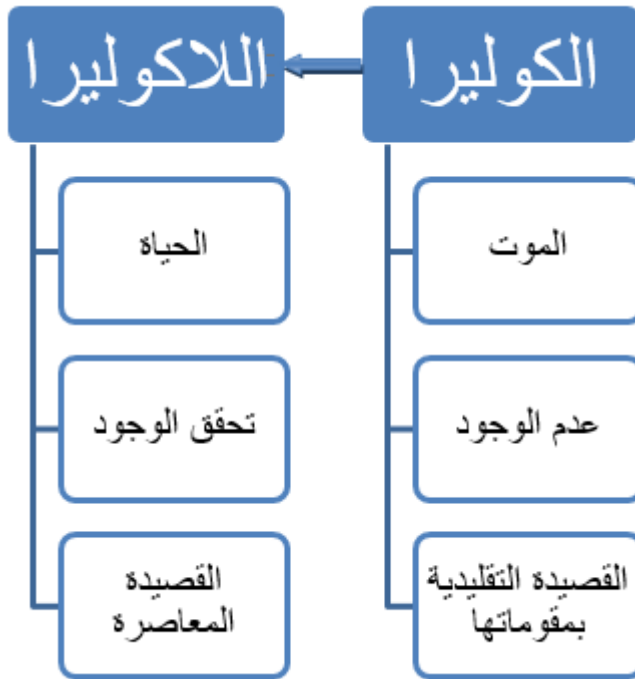 الكوليرا
اللاكوليرا
الموت
الحياة
عدم الوجود
تحقق الوجود
القصيدة التقليدية
بمقوماتها
القصيدة
المعاصرة